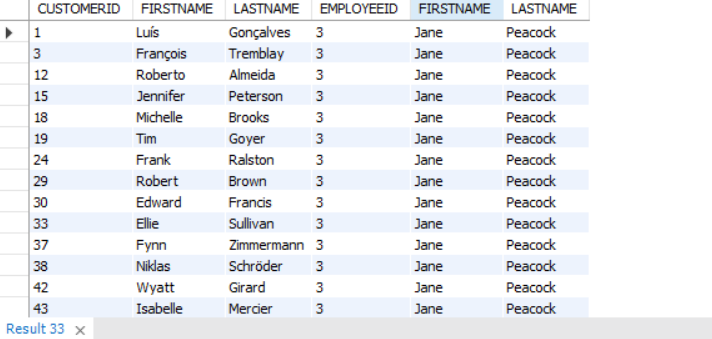 CUSTOMERID FIRSTNAME LASTNAME EMPLOYEEID FIRSTNAME LASTNAME
1 Luís Gonçalves 3 Jane Peacock
3 François Tremblay 3 Jane Peacock
12 Roberto Almeida 3 Jane Peacock
15 Jennifer Peterson 3 Jane Peacock
18 Michelle Brooks 3 Jane Peacock
19 Tim Goyer 3 Jane Peacock
24 Frank Ralston 3 Jane Peacock
29 Robert Brown 3 Jane Peacock
30 Edward Francis 3 Jane Peacock
33 Ellie Sullivan 3 Jane Peacock
37 Fynn Zimmermann 3 Jane Peacock
38 Niklas Schröder 3 Jane Peacock
42 Wyatt Girard 3 Jane Peacock
43 Isabelle Mercier 3 Jane Peacock
Result 33